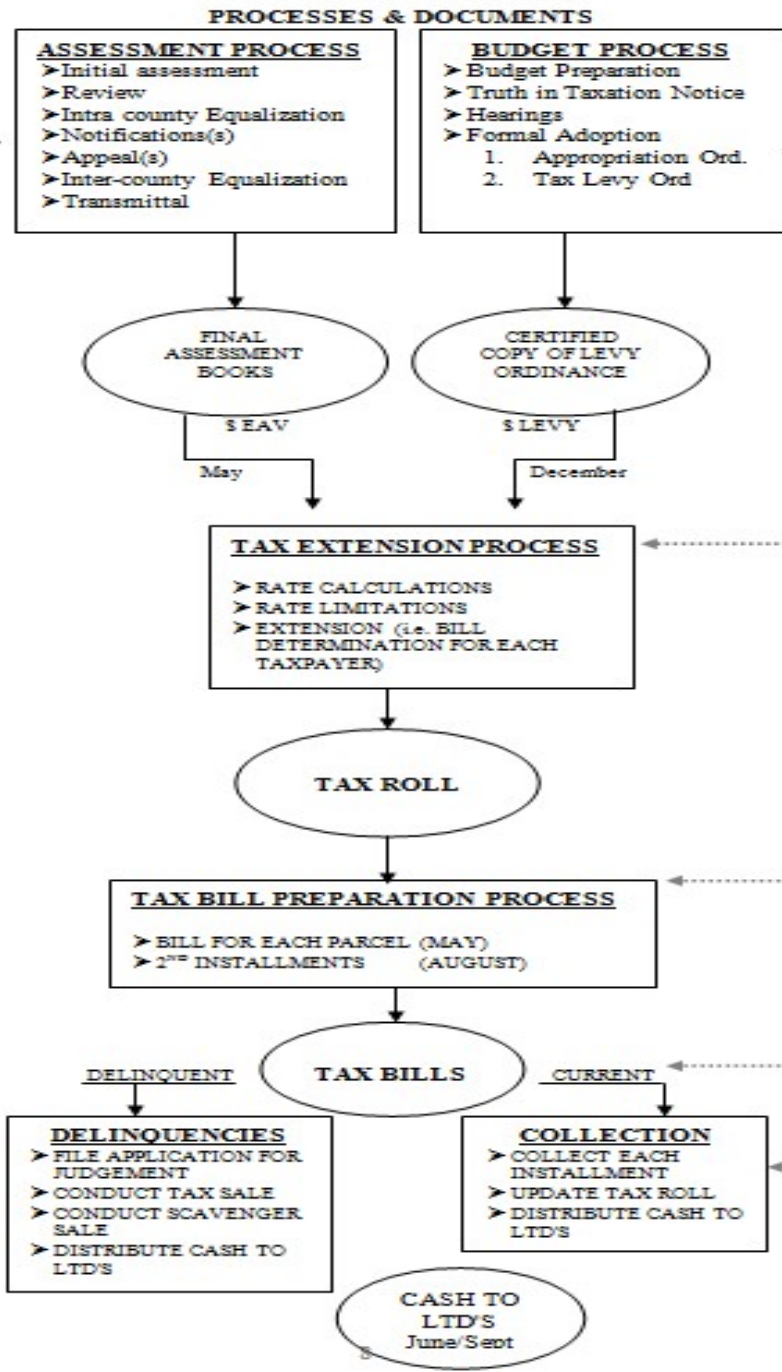 PROCESSES & DOCUMENTS
ASSESSMENT PROCESS
➤Initial assessment
➤Review
➤Intra county Equalization
➤Notifications(s)
➤Appeal(s)
➤Inter-county Equalization
➤Transmittal
BUDGET PROCESS
➤Budget Preparation
➤Truth in Taxation Notice
➤Hearings
➤Formal Adoption
1. Appropriation Ord.
2. Tax Levy Ord
FINAL
ASSESSMENT
BOOKS
CERTIFIED
COPY OF LEVY
ORDINANCE
$ EAV
$ LEVY
May
December
TAX EXTENSION PROCESS
➤ RATE CALCULATIONS
➤ RATE LIMITATIONS
➤ EXTENSION (i.e. BILL
DETERMINATION FOR EACH
TAXPAYER)
TAX ROLL
TAX BILL PREPARATION PROCESS
➤ BILL FOR EACH PARCEL (MAY)
➤ 2ND INSTALLMENTS (AUGUST)
TAX BILLS
DELINQUENT
CURRENT
DELINQUENCIES
➤ FILE APPLICATION FOR
JUDGEMENT
➤ CONDUCT TAX SALE
➤ CONDUCT SCAVENGER
SALE
➤ DISTRIBUTE CASH TO
LTD'S
COLLECTION
➤ COLLECT EACH
INSTALLMENT
➤ UPDATE TAX ROLL
➤ DISTRIBUTE CASH TO
LTD'S
CASH TO
LTD'S
June/Sept
$